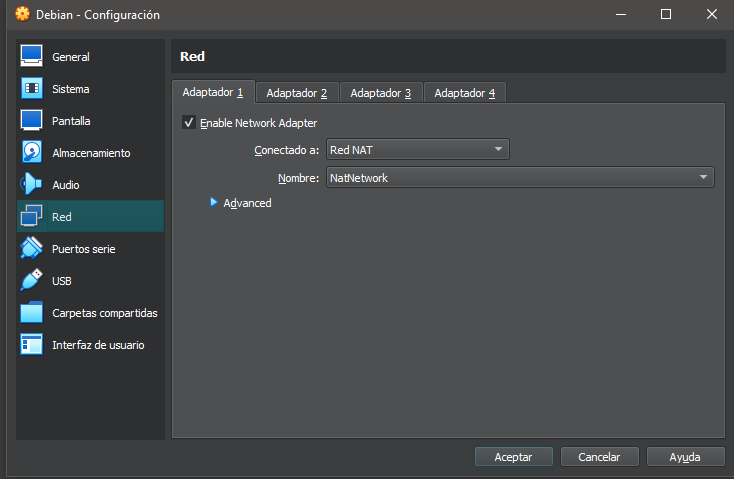 Debian - Configuración
General
Sistema
Pantalla
Almacenamiento
Audio
Red
Puertos serie
USB
Carpetas compartidas
Interfaz de usuario
Red
Adaptador 1 Adaptador 2 Adaptador 3 Adaptador 4
Enable Network Adapter
Conectado a: Red NAT
Nombre: NatNetwork
Advanced
Aceptar Cancelar Ayuda